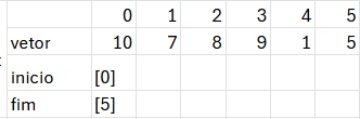 0 1 2 3 4 5
vetor 10 7 8 9 1 5
inicio [0]
fim [5]